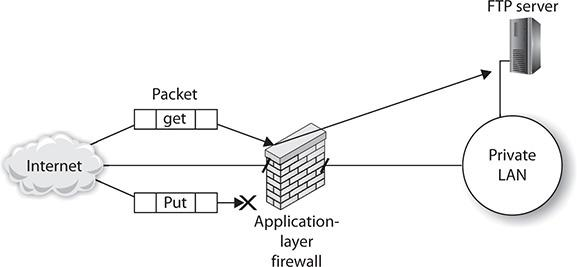 FTP server
Packet
get
Internet
Private
LAN
Put
Application-
layer
firewall